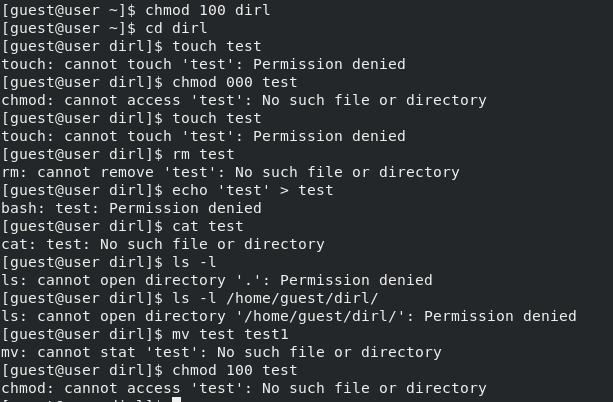 [guest@user ~]$ chmod 100 dirl
[guest@user ~]$ cd dirl
[guest@user dirl]$ touch test
touch: cannot touch 'test': Permission denied
[guest@user dirl]$ chmod 000 test
chmod: cannot access 'test': No such file or directory
[guest@user dirl]$ touch test
touch: cannot touch 'test': Permission denied
[guest@user dirl]$ rm test
rm: cannot remove 'test': No such file or directory
[guest@user dirl]$ echo 'test' > test
bash: test: Permission denied
[guest@user dirl]$ cat test
cat: test: No such file or directory
[guest@user dirl]$ ls -l
ls: cannot open directory '.': Permission denied
[guest@user dirl]$ ls -l /home/guest/dirl/
ls: cannot open directory '/home/guest/dirl/': Permission denied
[guest@user dirl]$ mv test test1
mv: cannot stat 'test': No such file or directory
[guest@user dirl]$ chmod 100 test
chmod: cannot access 'test': No such file or directory
[guest@user dirl]$